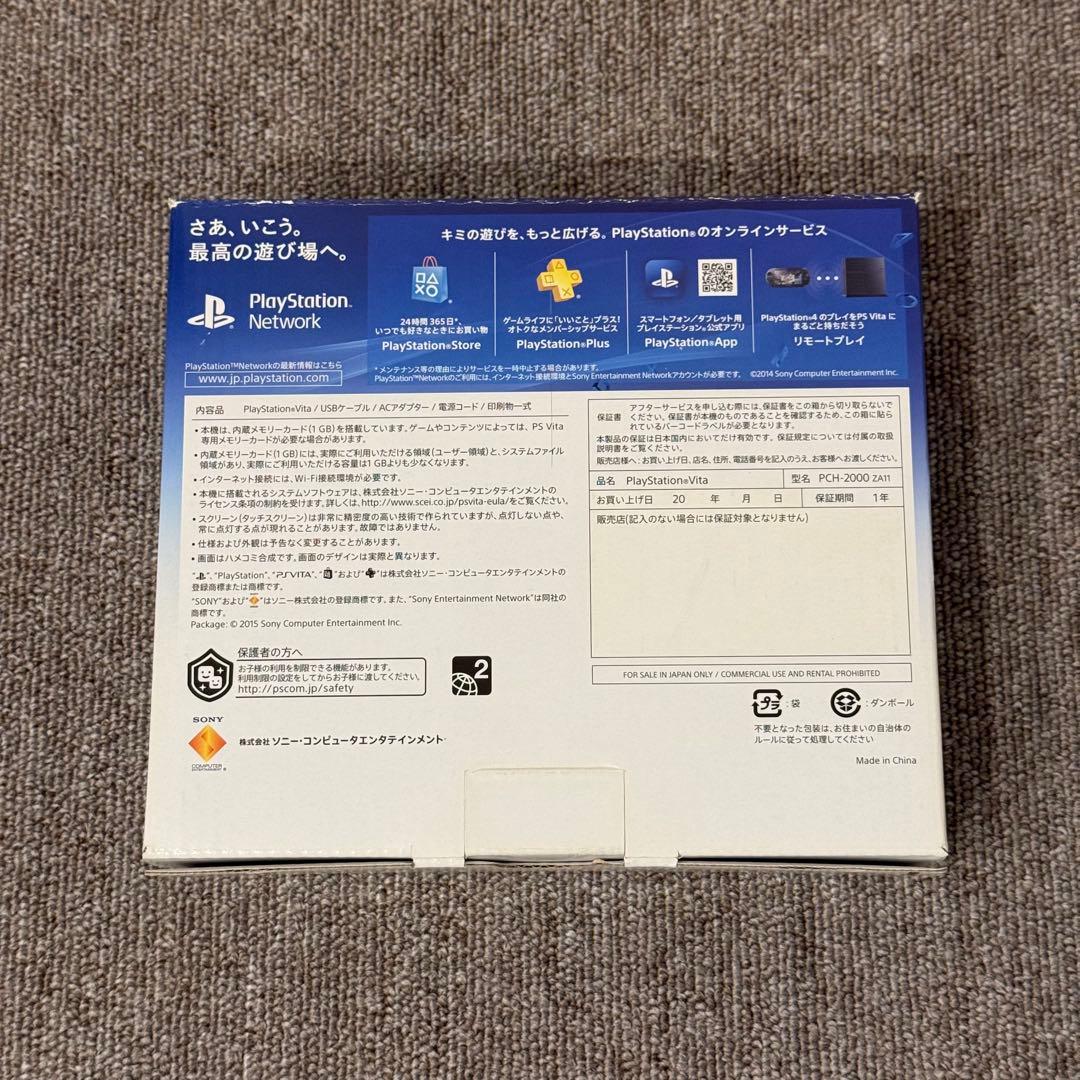 さあ、いこう。
最高の遊び場へ。
PlayStation™
Network
PlayStation™Networkの最新情報はこちら
www.jp.playstation.com
キミの遊びを、もっと広げる。PlayStation®のオンラインサービス
24時間 365日*、
いつでも好きなときにお買い物
PlayStation®Store
ゲームライフに「いいこと」プラス!
オトクなメンバーシップサービス
PlayStation®Plus
スマートフォン/タブレット用
プレイステーション®公式アプリ
PlayStation®App
PlayStation®4 のプレイをPS Vita に
まるごと持ちだそう
リモートプレイ
*メンテナンス等の理由によりサービスを一時中止する場合があります。
PlayStation™Networkのご利用には、インターネット接続環境とSony Entertainment Networkアカウントが必要です。 ©2014 Sony Computer Entertainment Inc.
内容品 PlayStation®Vita / USBケーブル / ACアダプター / 電源コード / 印刷物一式
・本機は、内蔵メモリーカード(1 GB)を搭載しています。ゲームやコンテンツによっては、PS Vita
専用メモリーカードが必要な場合があります。
・内蔵メモリーカード(1 GB)には、実際にご利用いただける領域(ユーザー領域)と、システムファイル
領域があり、実際にご利用いただける容量は1 GBよりも少なくなります。
・インターネット接続には、Wi-Fi接続環境が必要です。
・本機に搭載されるシステムソフトウェアは、株式会社ソニー・コンピュータエンタテインメントの
ライセンス条項の制約を受けます。詳しくは、http://www.scei.co.jp/psvita-eula/をご覧ください。
・スクリーン(タッチスクリーン)は非常に精密度の高い技術で作られていますが、点灯しない点や、
常に点灯する点が現れることがあります。故障ではありません。
・仕様および外観は予告なく変更することがあります。
・画面はハメコミ合成です。画面のデザインは実際と異なります。
" ", "PlayStation", "PSVITA", " "および" "は株式会社ソニー・コンピュータエンタテインメントの
登録商標または商標です。
"SONY"および" "はソニー株式会社の登録商標です。また、"Sony Entertainment Network"は同社の
商標です。
Package: © 2015 Sony Computer Entertainment Inc.
保護者の方へ
お子様の利用を制限できる機能があります。
利用制限の設定をしてからお子様に渡してください。
http://pscom.jp/safety
2
SONY
COMPUTER
ENTERTAINMENT®
株式会社 ソニー・コンピュータエンタテインメント
保証書
アフターサービスを申し込む際には、保証書をこの箱から切り取らないで
ください。保証書が本機のものであることを確認するため、この箱に貼ら
れているバーコードラベルが必要となります。
本製品の保証は日本国内においてだけ有効です。保証規定については付属の取扱
説明書をご覧ください。
販売店様へ:お買い上げ日、店名、住所、電話番号を記入のうえ、お客様へお渡しください。
品名 PlayStation®Vita 型名 PCH-2000 ZA11
お買い上げ日 20 年 月 日 保証期間 1年
販売店(記入のない場合には保証対象となりません)
FOR SALE IN JAPAN ONLY / COMMERCIAL USE AND RENTAL PROHIBITED
プラ :袋 :ダンボール
不要となった包装は、お住まいの自治体の
ルールに従って処理してください
Made in China